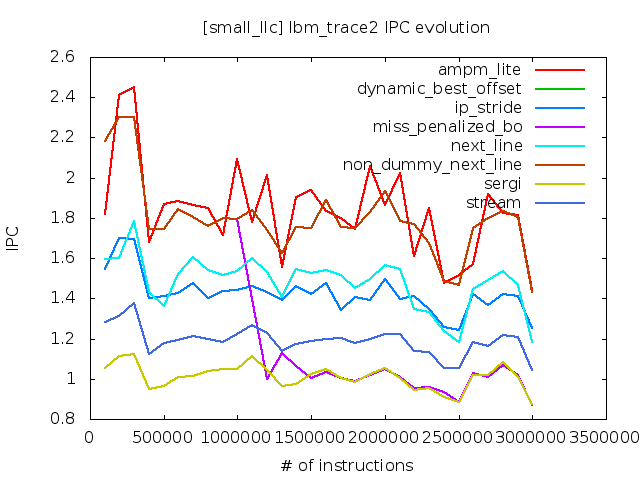 [small_llc] lbm_trace2 IPC evolution
2.6
2.4
2.2
2
1.8
1.6
1.4
1.2
1
0.8
IPC
ampm_lite
dynamic_best_offset
ip_stride
miss_penalized_bo
next_line
non_dummy_next_line
sergi
stream
0 500000 1000000 1500000 2000000 2500000 3000000 3500000
# of instructions